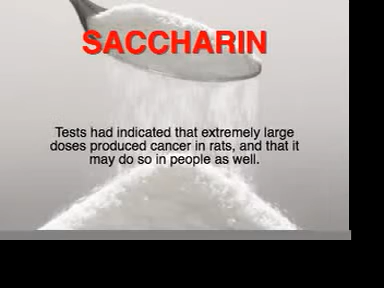 SACCHARIN
Tests had indicated that extremely large
doses produced cancer in rats, and that it
may do so in people as well.